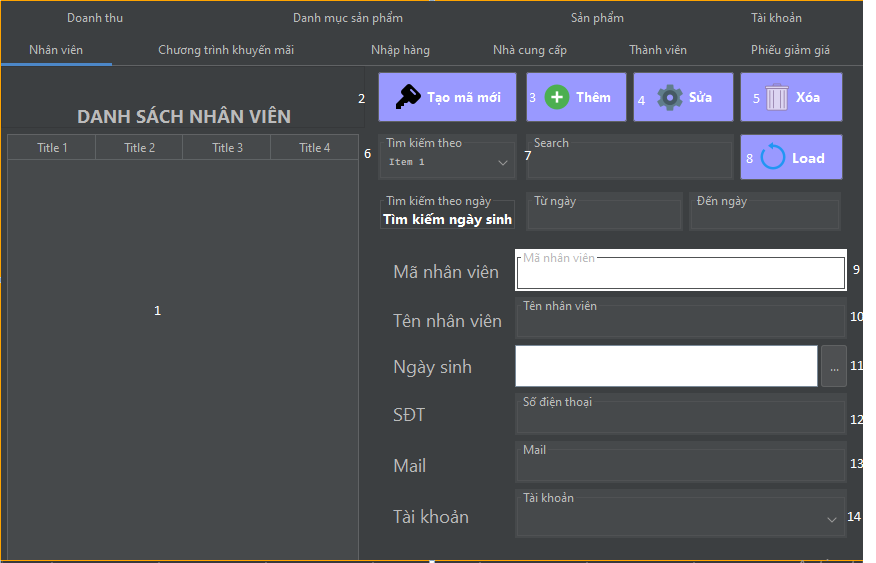 Doanh thu Danh mục sản phẩm Sản phẩm Tài khoản
Nhân viên Chương trình khuyến mãi Nhập hàng Nhà cung cấp Thành viên Phiếu giảm giá
2 Tạo mã mới 3 Thêm 4 Sửa 5 Xóa
DANH SÁCH NHÂN VIÊN
Title 1 Title 2 Title 3 Title 4
1
6 Tìm kiếm theo
Item 1
7 Search
8 Load
Tìm kiếm theo ngày Từ ngày Đến ngày
Tìm kiếm ngày sinh
Mã nhân viên Mã nhân viên 9
Tên nhân viên Tên nhân viên 10
Ngày sinh ... 11
SĐT Số điện thoại 12
Mail Mail 13
Tài khoản Tài khoản 14